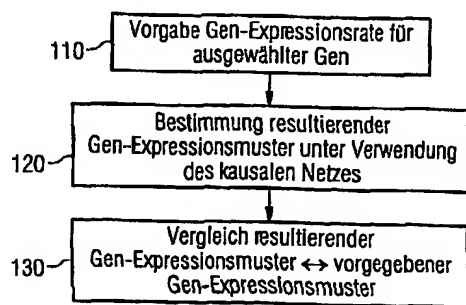 110 Vorgabe Gen-Expressionsrate für
ausgewählter Gen
Bestimmung resultierender
120 Gen-Expressionsmuster unter Verwendung
des kausalen Netzes
Vergleich resultierender
130 Gen-Expressionsmuster ↔ vorgegebener
Gen-Expressionsmuster